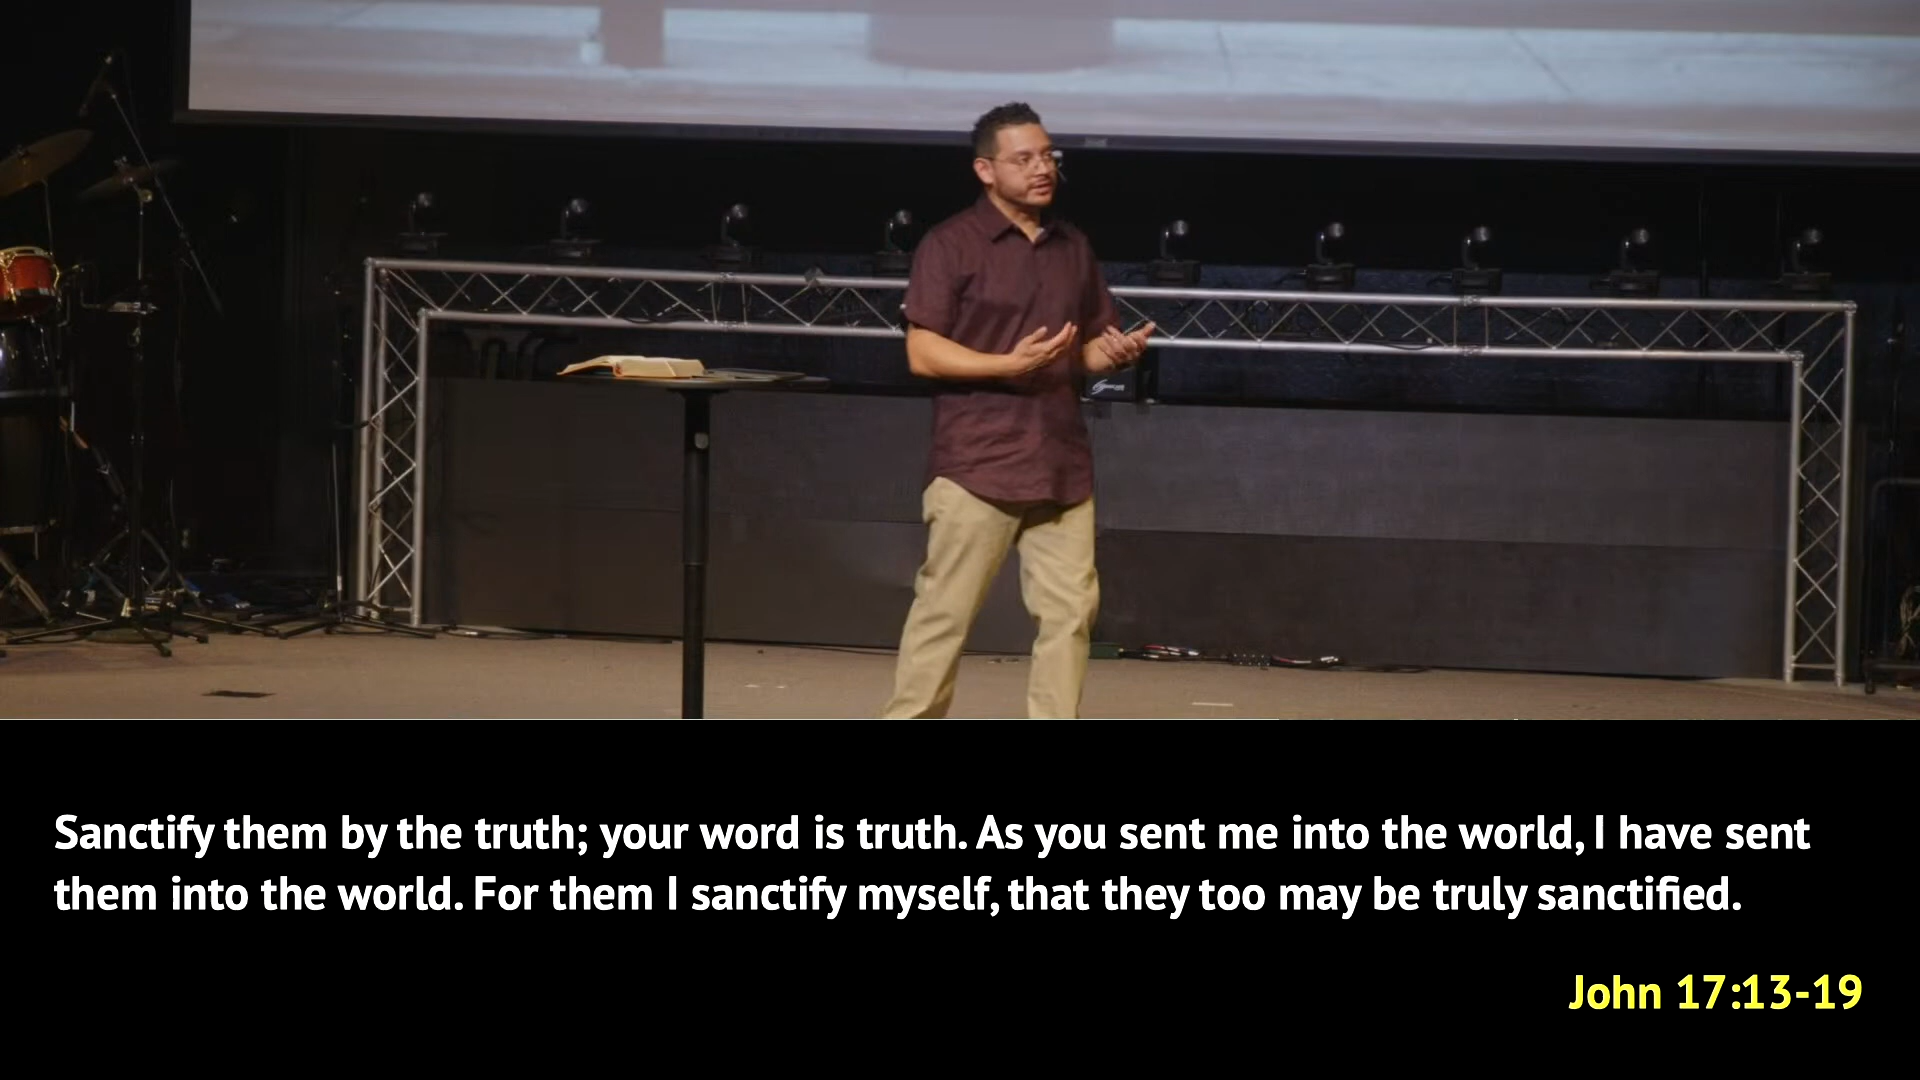 Sanctify them by the truth; your word is truth. As you sent me into the world, I have sent
them into the world. For them I sanctify myself, that they too may be truly sanctified.
John 17:13-19